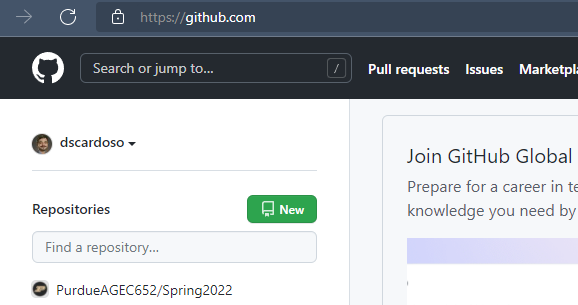 https://github.com
Search or jump to... /
Pull requests Issues Marketpla
dscardoso
Join GitHub Global
Prepare for a career in te
knowledge you need by
Repositories New
Find a repository...
PurdueAGEC652/Spring2022